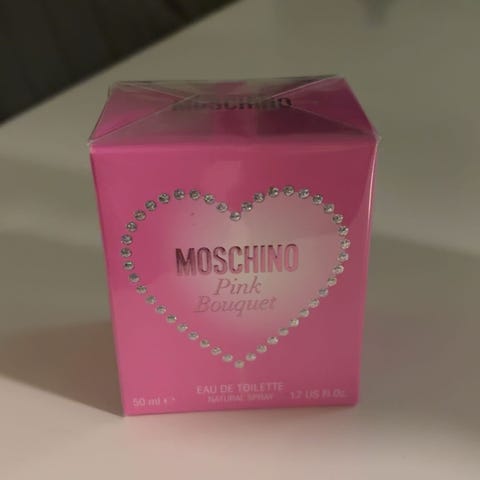 MOSCHINO
MOSCHINO
Pink
Bouquet
EAU DE TOILETTE
NATURAL SPRAY
50 ml e 1.7 US Fl.Oz.